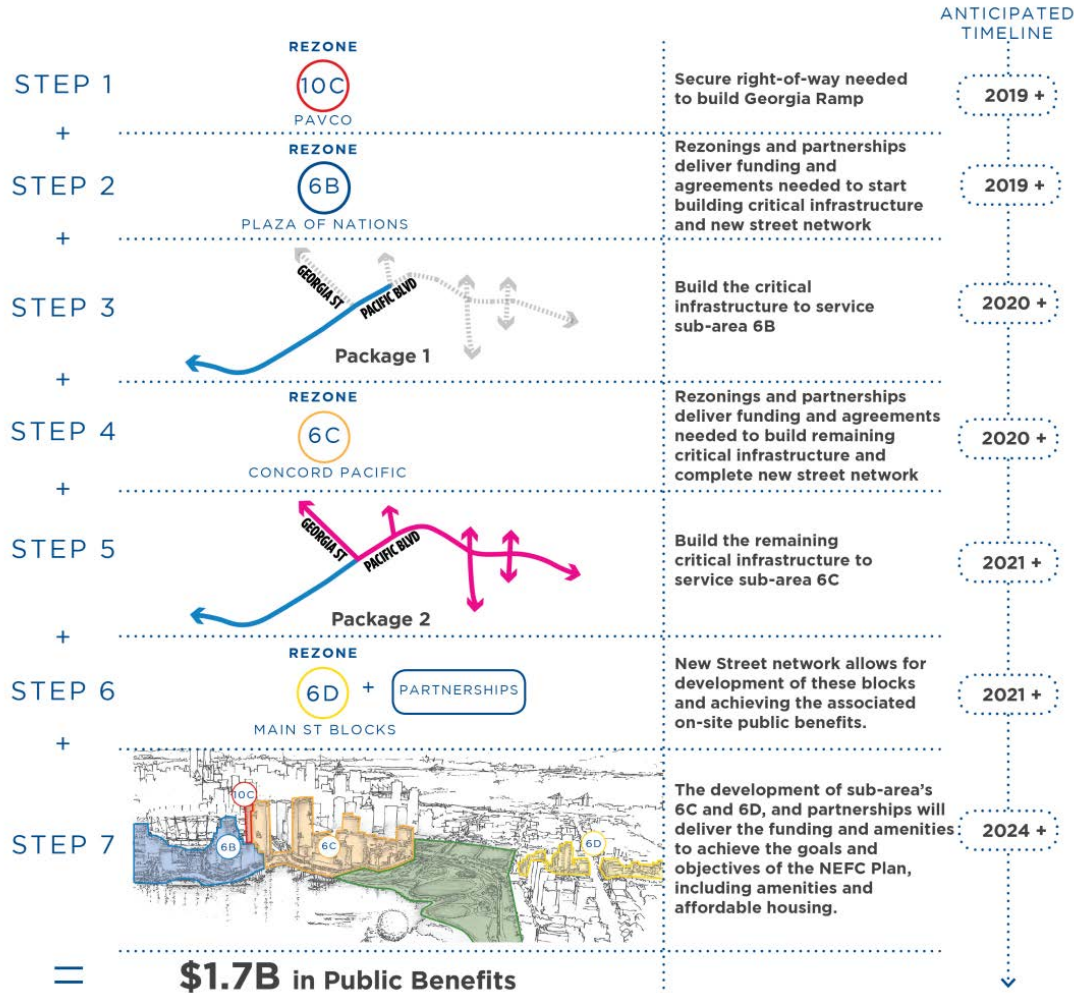 ANTICIPATED
TIMELINE
STEP 1
REZONE
10C
PAVCO
Secure right-of-way needed
to build Georgia Ramp
2019 +
+
STEP 2
REZONE
6B
PLAZA OF NATIONS
Rezonings and partnerships
deliver funding and
agreements needed to start
building critical infrastructure
and new street network
2019 +
+
STEP 3
GEORGIA ST
PACIFIC BLVD
Package 1
Build the critical
infrastructure to service
sub-area 6B
2020 +
+
STEP 4
REZONE
6C
CONCORD PACIFIC
Rezonings and partnerships
deliver funding and agreements
needed to build remaining
critical infrastructure and
complete new street network
2020 +
+
STEP 5
GEORGIA ST
PACIFIC BLVD
Package 2
Build the remaining
critical infrastructure to
service sub-area 6C
2021 +
+
STEP 6
REZONE
6D + PARTNERSHIPS
MAIN ST BLOCKS
New Street network allows for
development of these blocks
and achieving the associated
on-site public benefits.
2021 +
+
STEP 7
10C
6B
6C
6D
The development of sub-area's
6C and 6D, and partnerships will
deliver the funding and amenities
to achieve the goals and
objectives of the NEFC Plan,
including amenities and
affordable housing.
2024 +
= $1.7B in Public Benefits